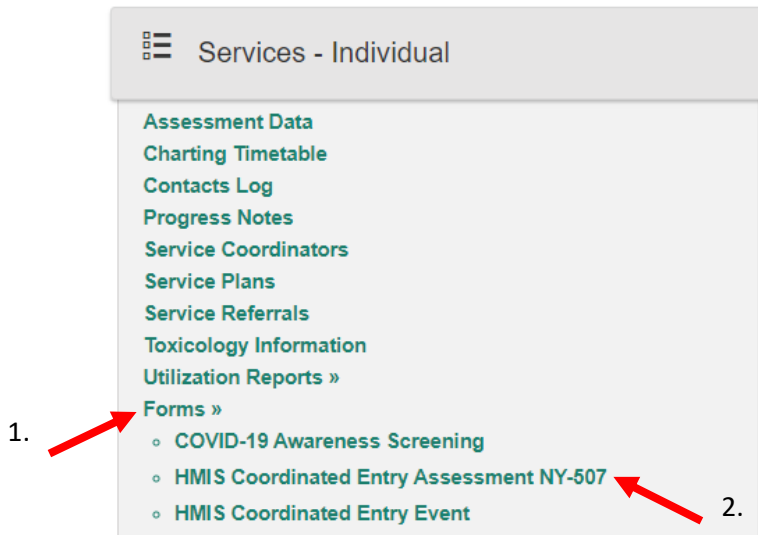 Services - Individual
Assessment Data
Charting Timetable
Contacts Log
Progress Notes
Service Coordinators
Service Plans
Service Referrals
Toxicology Information
Utilization Reports »
1. Forms »
◦ COVID-19 Awareness Screening
◦ HMIS Coordinated Entry Assessment NY-507
2.
◦ HMIS Coordinated Entry Event